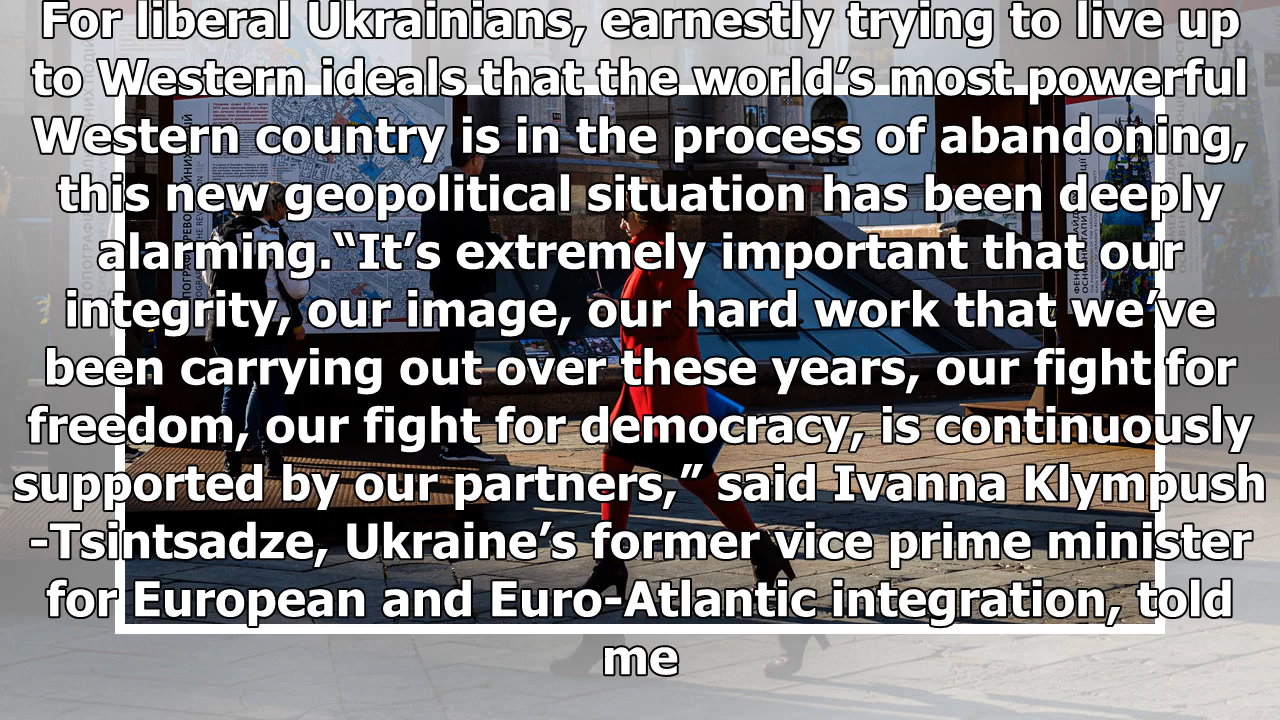 For liberal Ukrainians, earnestly trying to live up
to Western ideals that the world’s most powerful
Western country is in the process of abandoning,
this new geopolitical situation has been deeply
alarming. “It’s extremely important that our
integrity, our image, our hard work that we’ve
been carrying out over these years, our fight for
freedom, our fight for democracy, is continuously
supported by our partners,” said Ivanna Klympush
-Tsintsadze, Ukraine’s former vice prime minister
for European and Euro-Atlantic integration, told
me